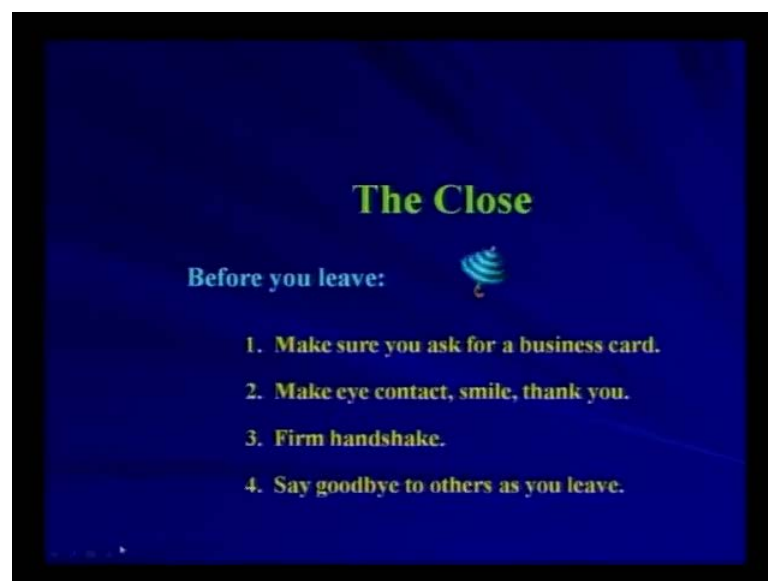 The Close
Before you leave:
1. Make sure you ask for a business card.
2. Make eye contact, smile, thank you.
3. Firm handshake.
4. Say goodbye to others as you leave.